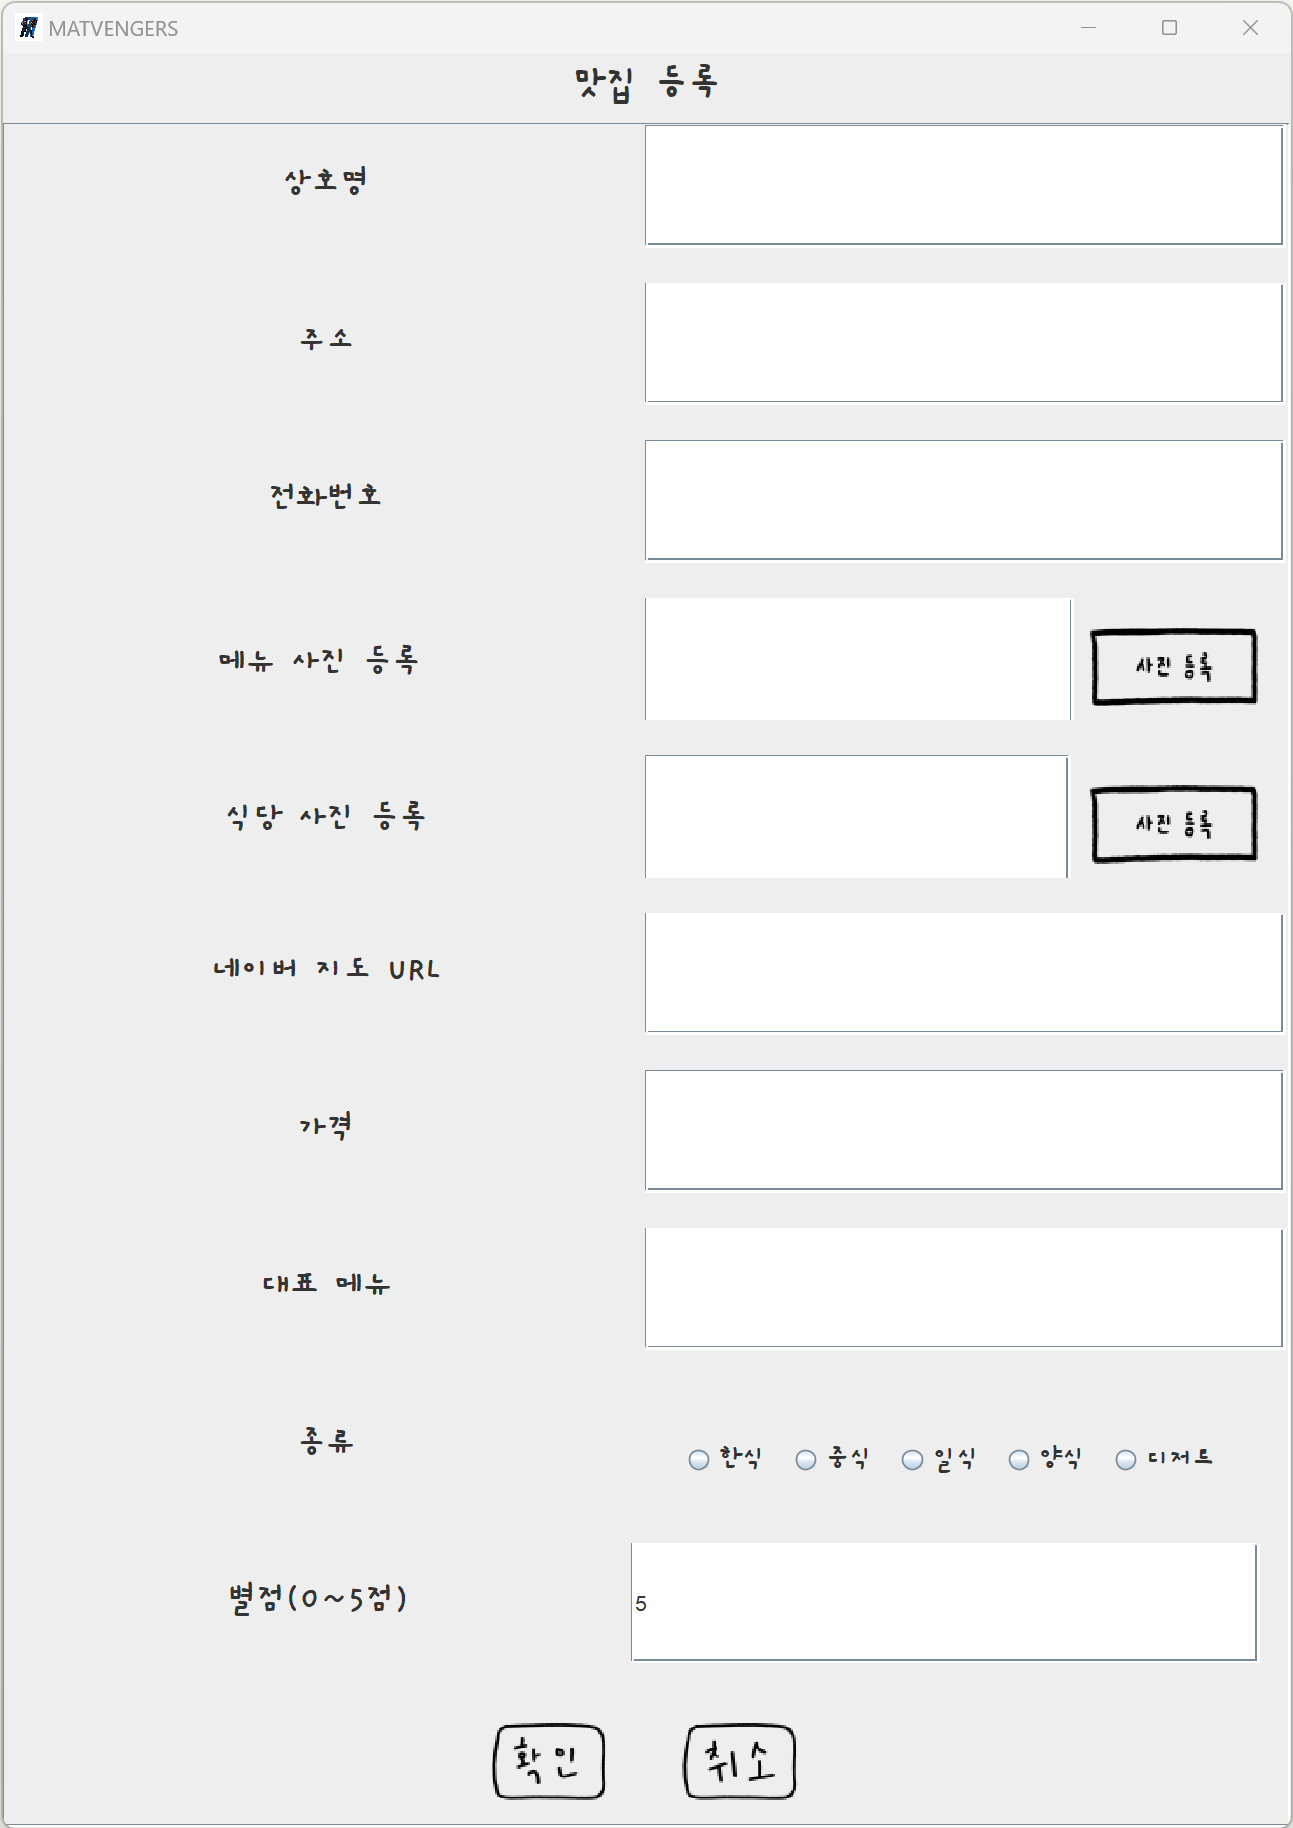 MATVENGERS
맛집 등록
상호명
주소
전화번호
메뉴 사진 등록
사진 등록
식당 사진 등록
사진 등록
네이버 지도 URL
가격
대표 메뉴
종류
한식 중식 일식 양식 디저트
별점(0~5점)
5
확인 취소